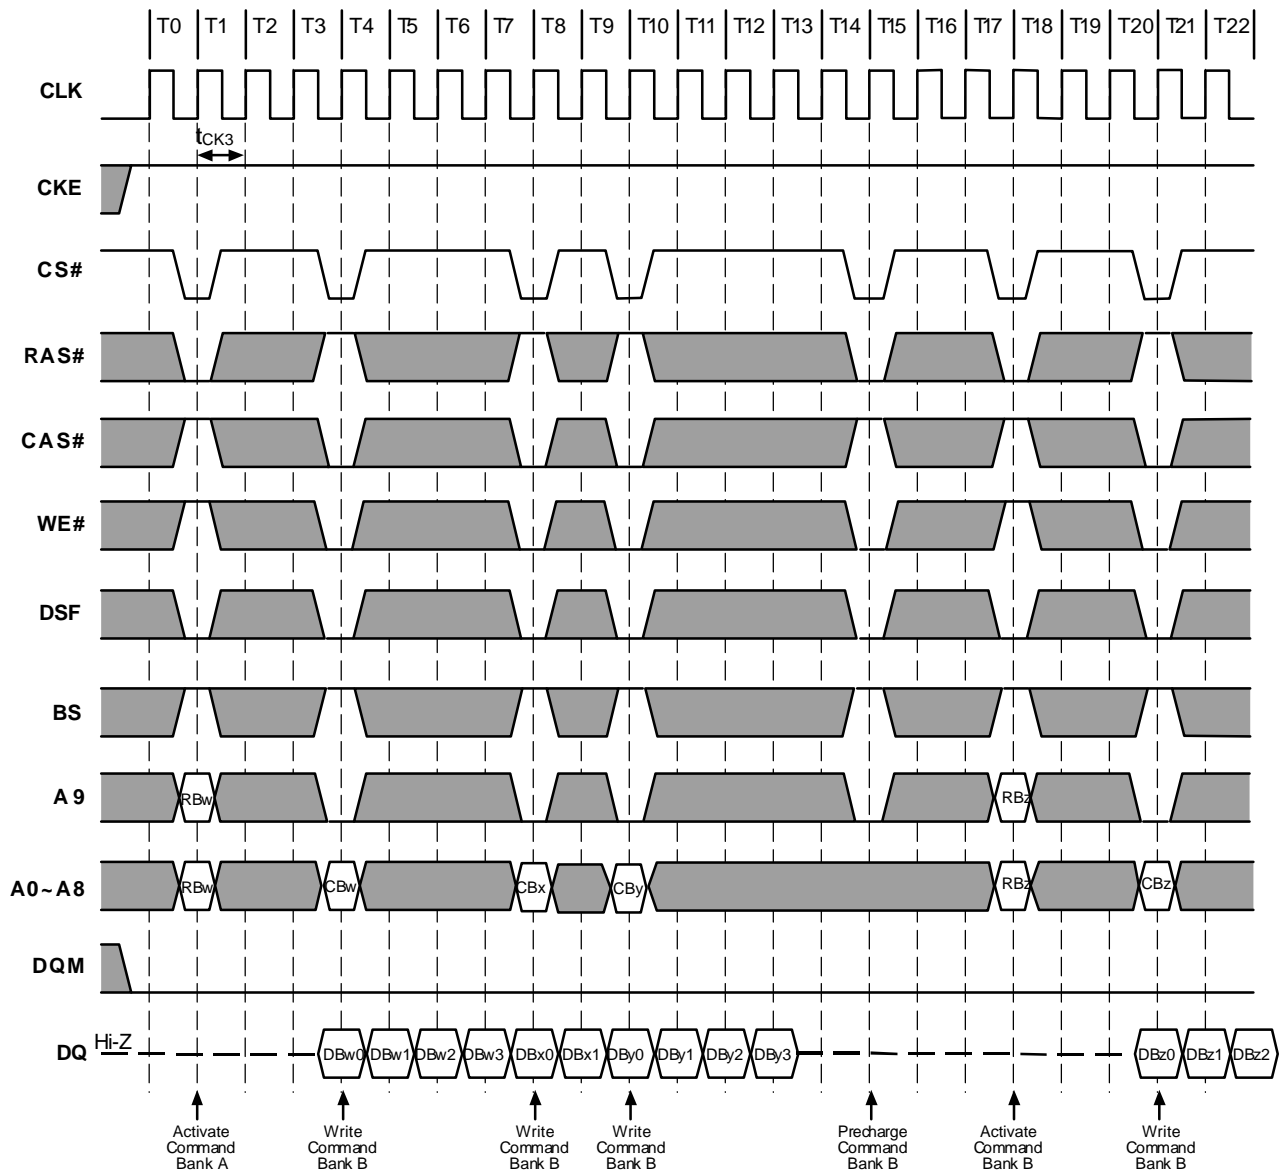 T0 T1 T2 T3 T4 T5 T6 T7 T8 T9 T10 T11 T12 T13 T14 T15 T16 T17 T18 T19 T20 T21 T22
CLK
tCK3
CKE
CS#
RAS#
CAS#
WE#
DSF
BS
A9 RBw RBz
A0~A8 RBw CBw CBx CBy RBz CBz
DQM
DQ Hi-Z DBw0 DBw1 DBw2 DBw3 DBx0 DBx1 DBy0 DBy1 DBy2 DBy3 DBz0 DBz1 DBz2
Activate Write Write Write Precharge Activate Write
Command Command Command Command Command Command Command
Bank A Bank B Bank B Bank B Bank B Bank B Bank B